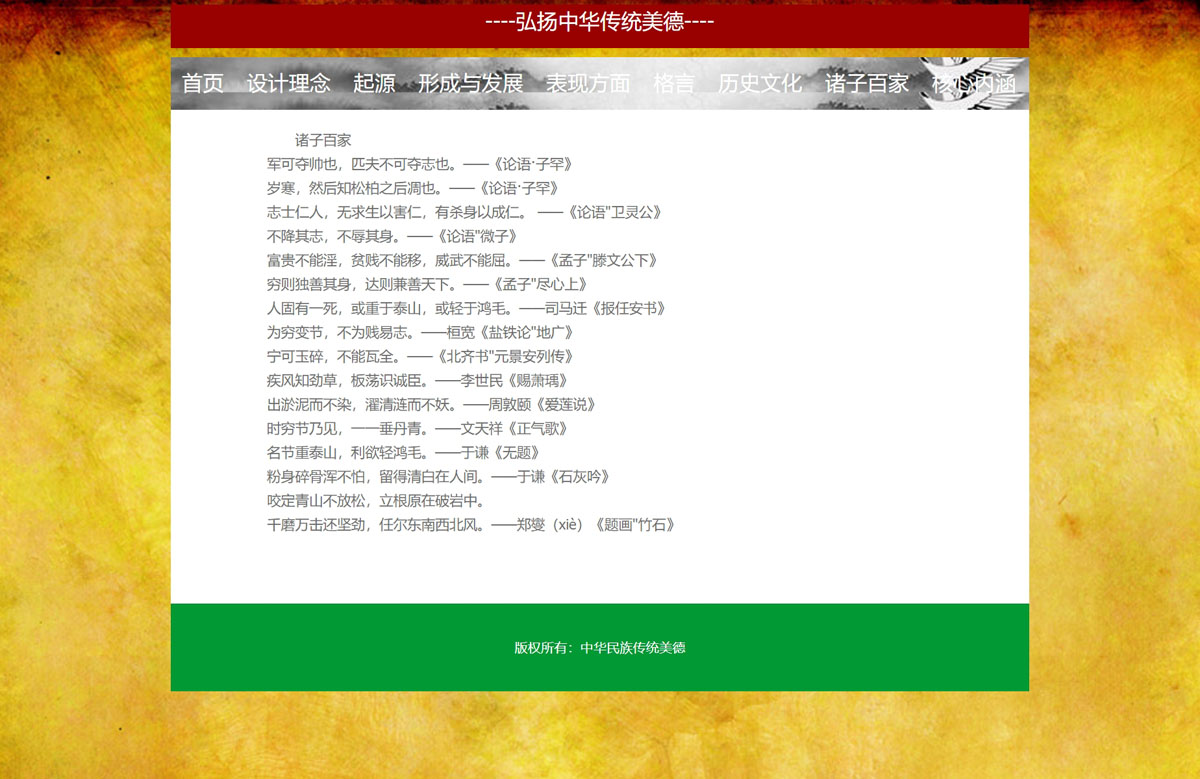 ----弘扬中华传统美德----
首页 设计理念 起源 形成与发展 表现方面 格言 历史文化 诸子百家 核心内涵
诸子百家
军可夺帅也，匹夫不可夺志也。——《论语·子罕》
岁寒，然后知松柏之后凋也。——《论语·子罕》
志士仁人，无求生以害仁，有杀身以成仁。 ——《论语"卫灵公》
不降其志，不辱其身。——《论语"微子》
富贵不能淫，贫贱不能移，威武不能屈。——《孟子"滕文公下》
穷则独善其身，达则兼善天下。——《孟子"尽心上》
人固有一死，或重于泰山，或轻于鸿毛。——司马迁《报任安书》
为穷变节，不为贱易志。——桓宽《盐铁论"地广》
宁可玉碎，不能瓦全。——《北齐书"元景安列传》
疾风知劲草，板荡识诚臣。——李世民《赐萧瑀》
出淤泥而不染，濯清涟而不妖。——周敦颐《爱莲说》
时穷节乃见，一一垂丹青。——文天祥《正气歌》
名节重泰山，利欲轻鸿毛。——于谦《无题》
粉身碎骨浑不怕，留得清白在人间。——于谦《石灰吟》
咬定青山不放松，立根原在破岩中。
千磨万击还坚劲，任尔东南西北风。——郑燮（xiè）《题画"竹石》
版权所有：中华民族传统美德